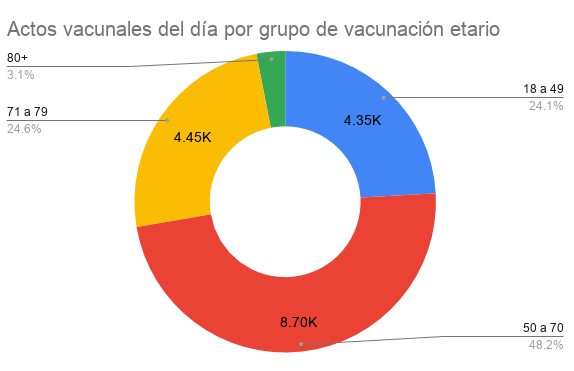 Actos vacunales del día por grupo de vacunación etario
80+
3.1%
71 a 79
24.6%
4.45K
4.35K
18 a 49
24.1%
8.70K
50 a 70
48.2%